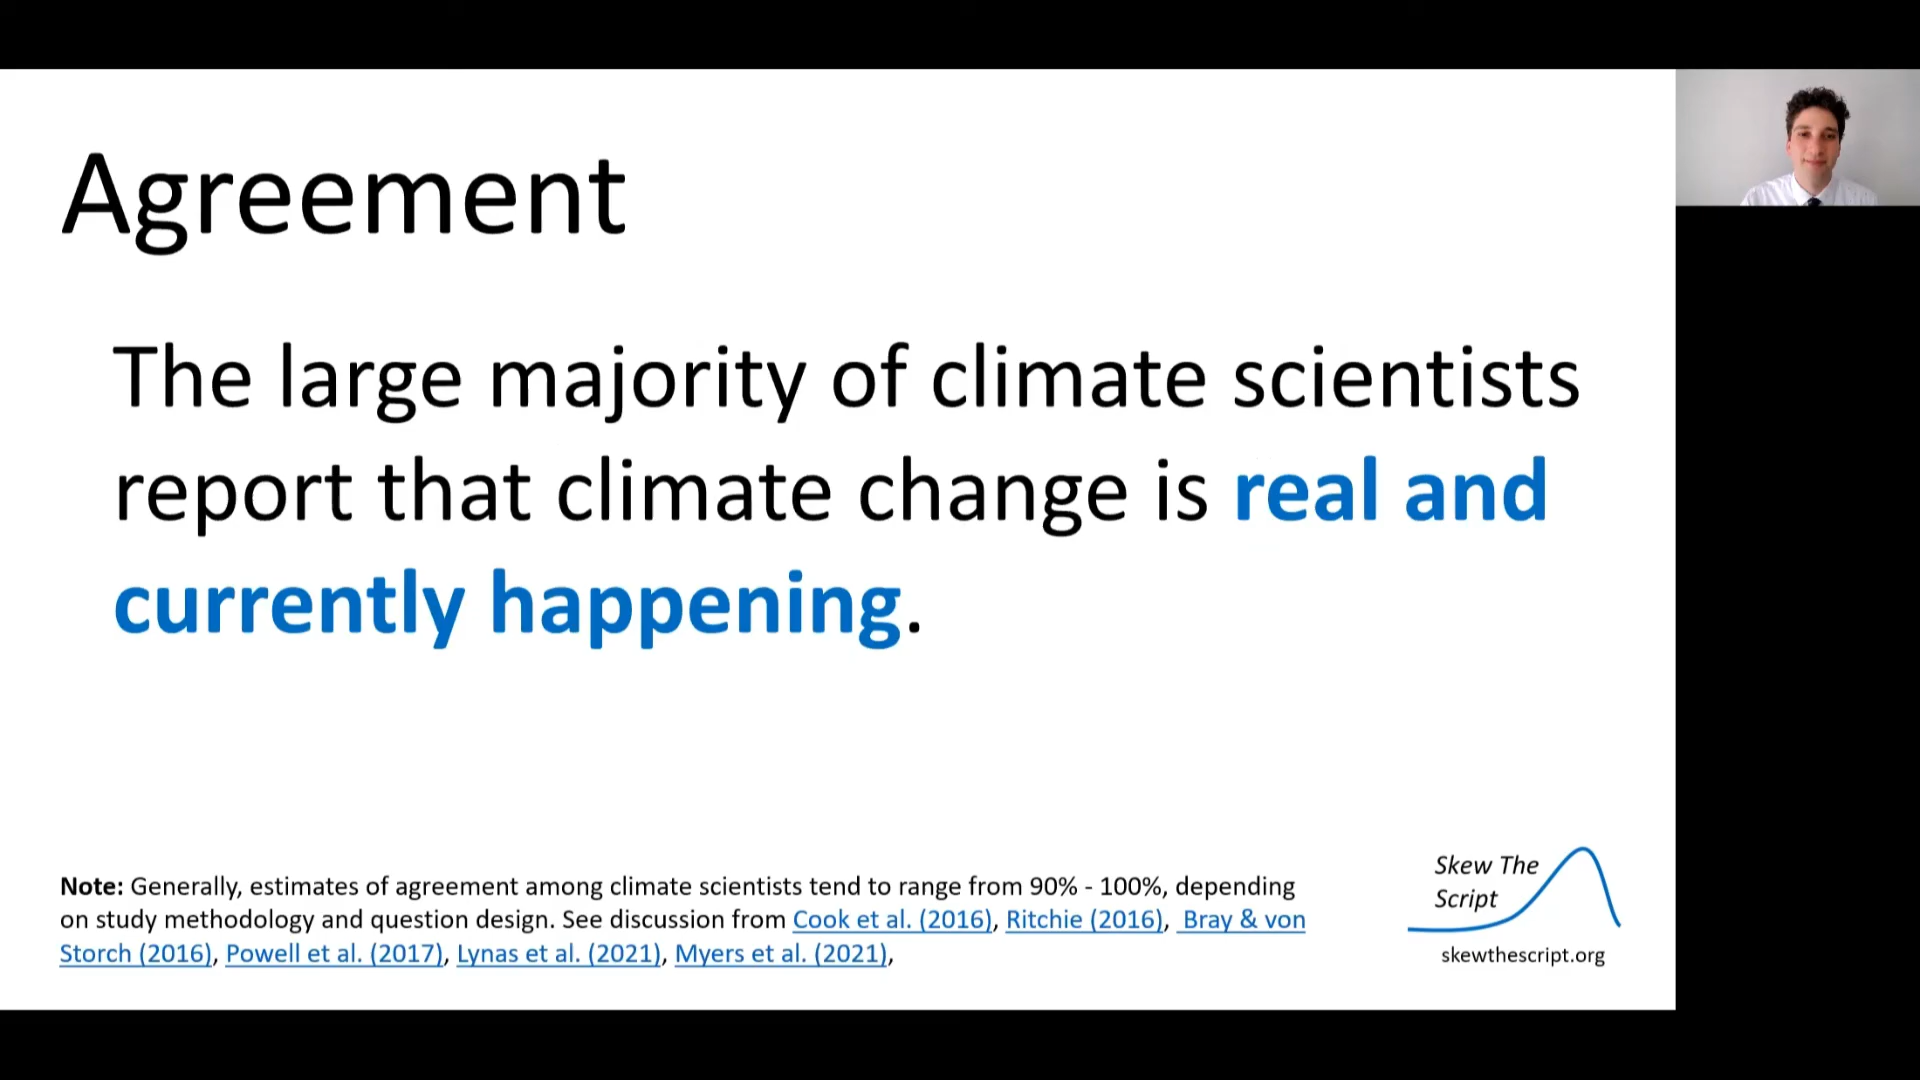 Agreement
The large majority of climate scientists
report that climate change is real and
currently happening.
Note: Generally, estimates of agreement among climate scientists tend to range from 90% - 100%, depending
on study methodology and question design. See discussion from Cook et al. (2016), Ritchie (2016), Bray & von
Storch (2016), Powell et al. (2017), Lynas et al. (2021), Myers et al. (2021),
Skew The
Script
skewthescript.org